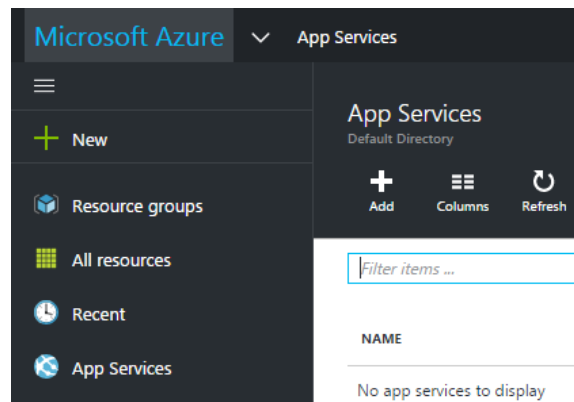 Microsoft Azure App Services
New
Resource groups
All resources
Recent
App Services
App Services
Default Directory
Add Columns Refresh
Filter items ...
NAME
No app services to display